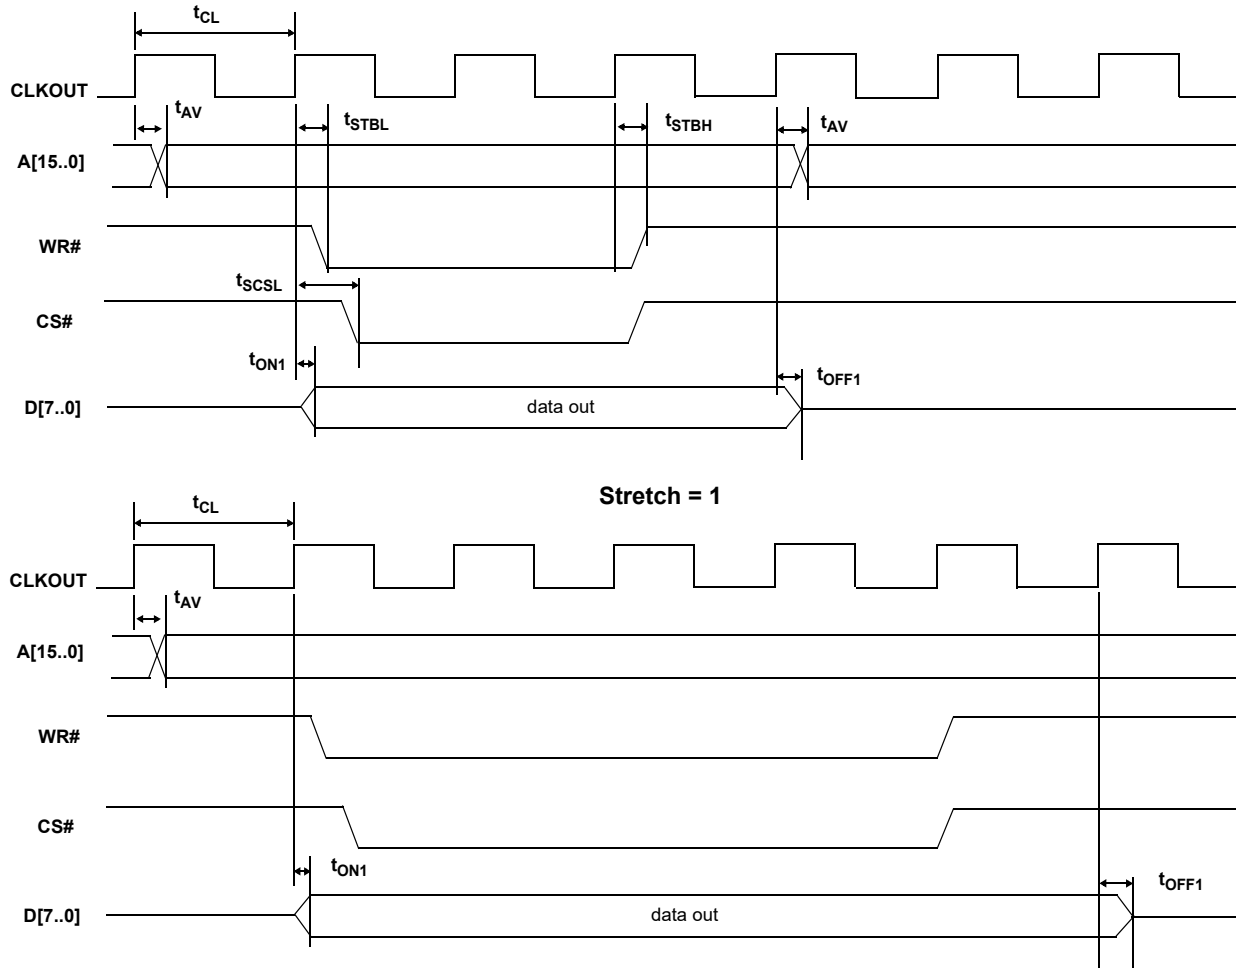 tCL
CLKOUT
tAV tSTBL tSTBH tAV
A[15..0]
WR#
tSCSL
CS#
tON1 tOFF1
D[7..0] data out
Stretch = 1
tCL
CLKOUT
tAV
A[15..0]
WR#
CS#
tON1 tOFF1
D[7..0] data out